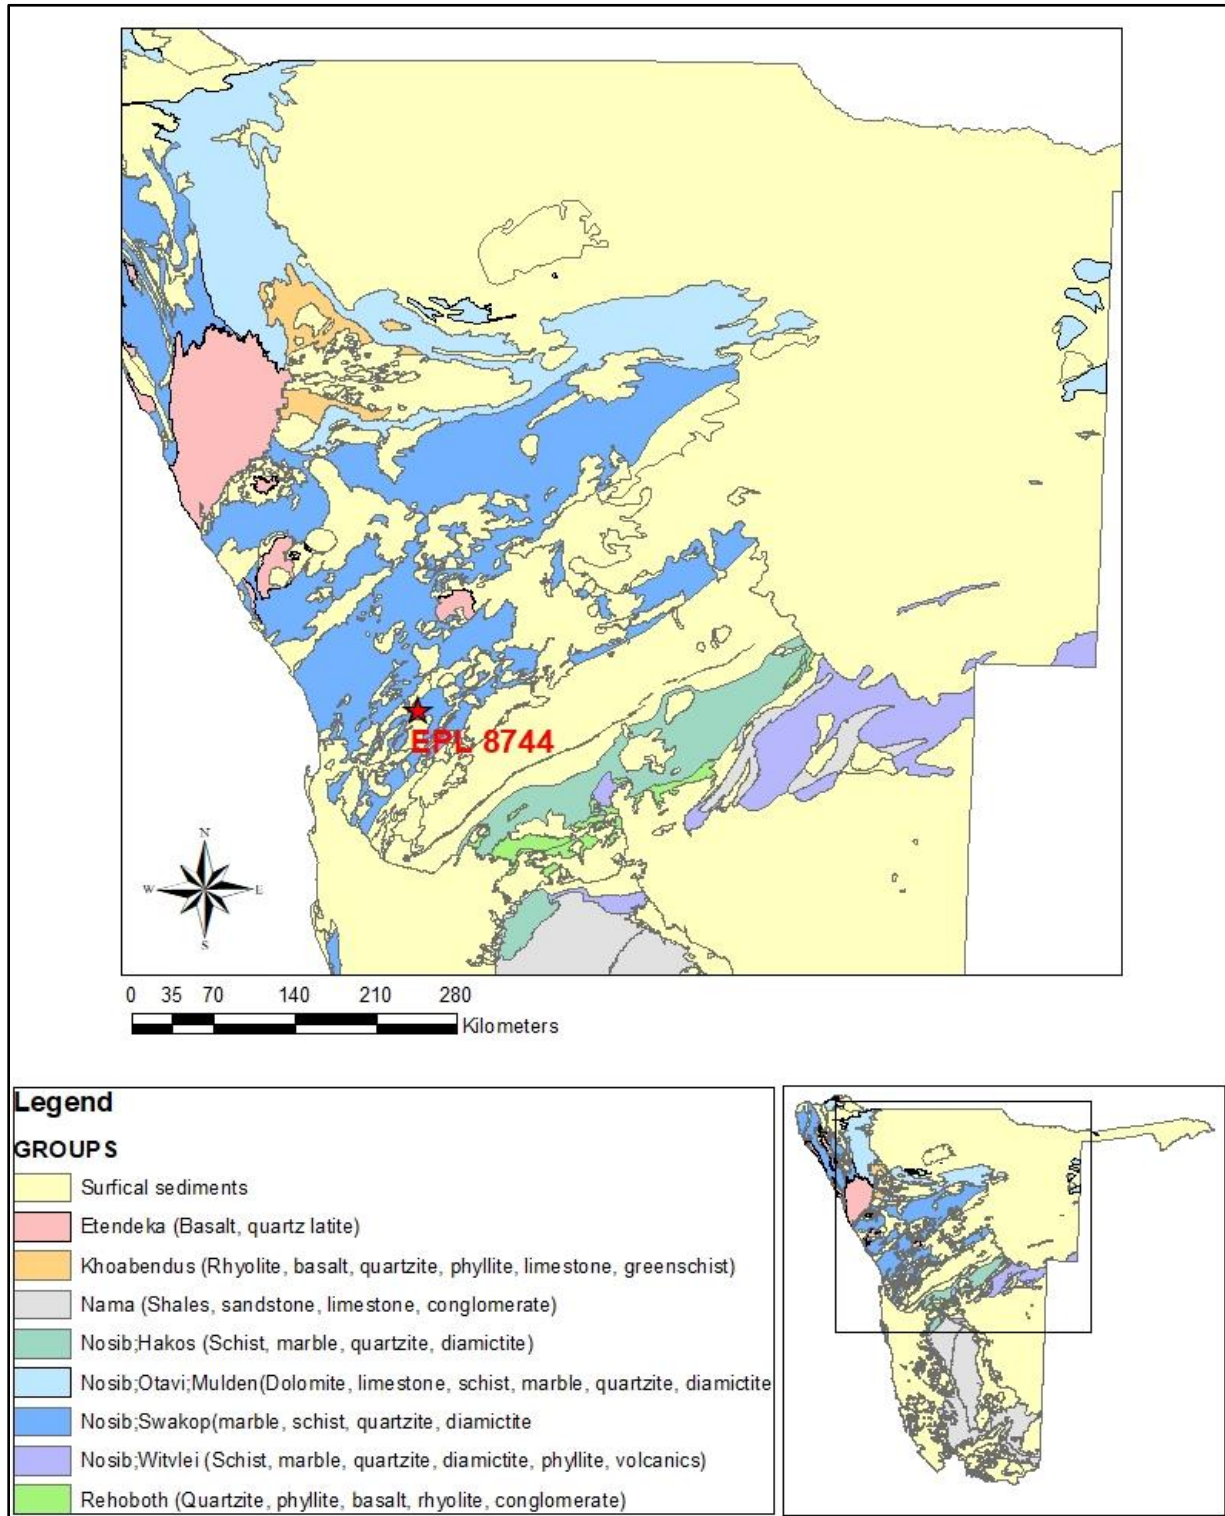 EPL 8744
N
W E
S
0 35 70 140 210 280
Kilometers
Legend
GROUPS
Surfical sediments
Etendeka (Basalt, quartz latite)
Khoabendus (Rhyolite, basalt, quartzite, phyllite, limestone, greenschist)
Nama (Shales, sandstone, limestone, conglomerate)
Nosib;Hakos (Schist, marble, quartzite, diamictite)
Nosib;Otavi;Mulden(Dolomite, limestone, schist, marble, quartzite, diamictite
Nosib;Swakop(marble, schist, quartzite, diamictite
Nosib;Witvlei (Schist, marble, quartzite, diamictite, phyllite, volcanics)
Rehoboth (Quartzite, phyllite, basalt, rhyolite, conglomerate)